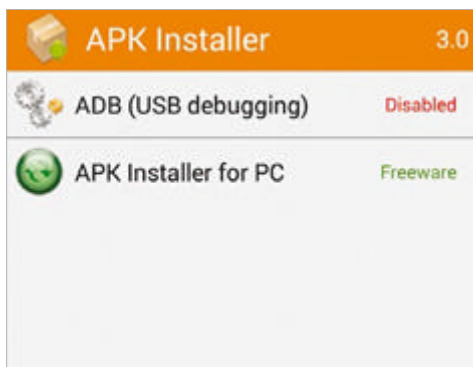 APK Installer 3.0
ADB (USB debugging) Disabled
APK Installer for PC Freeware